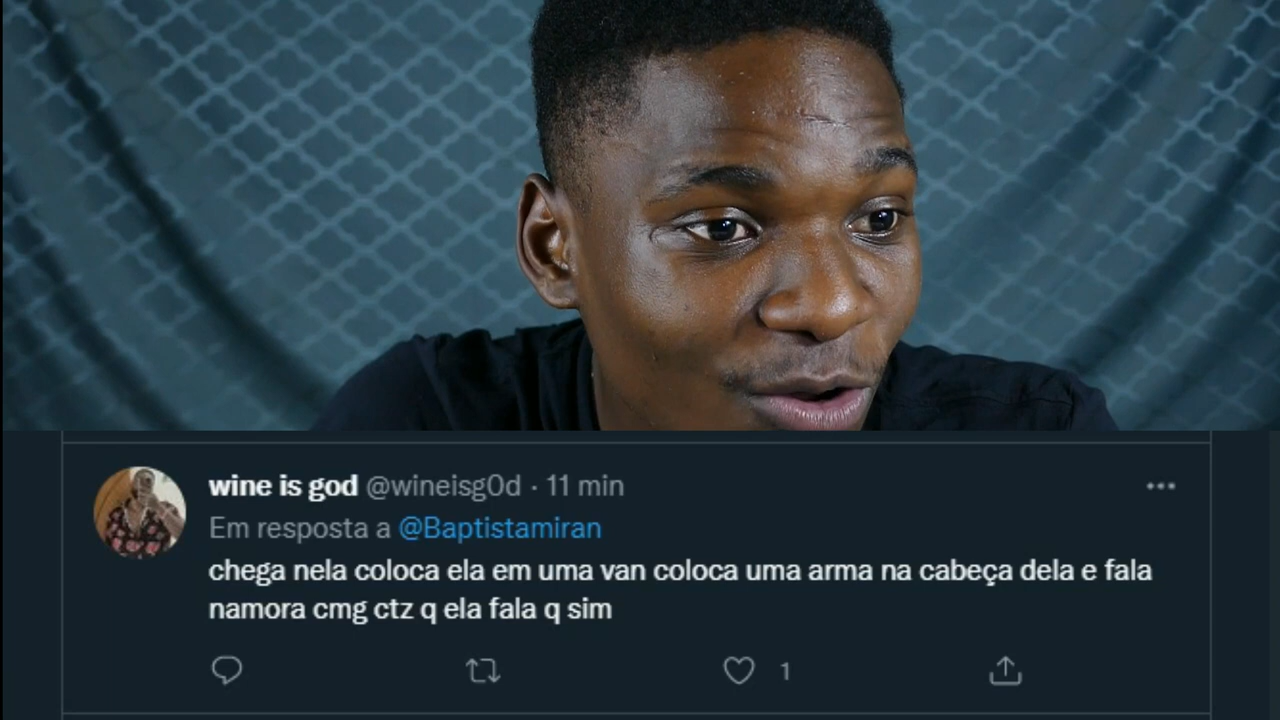 wine is god @wineisg0d · 11 min
Em resposta a @Baptistamiran
chega nela coloca ela em uma van coloca uma arma na cabeça dela e fala
namora cmg ctz q ela fala q sim
1